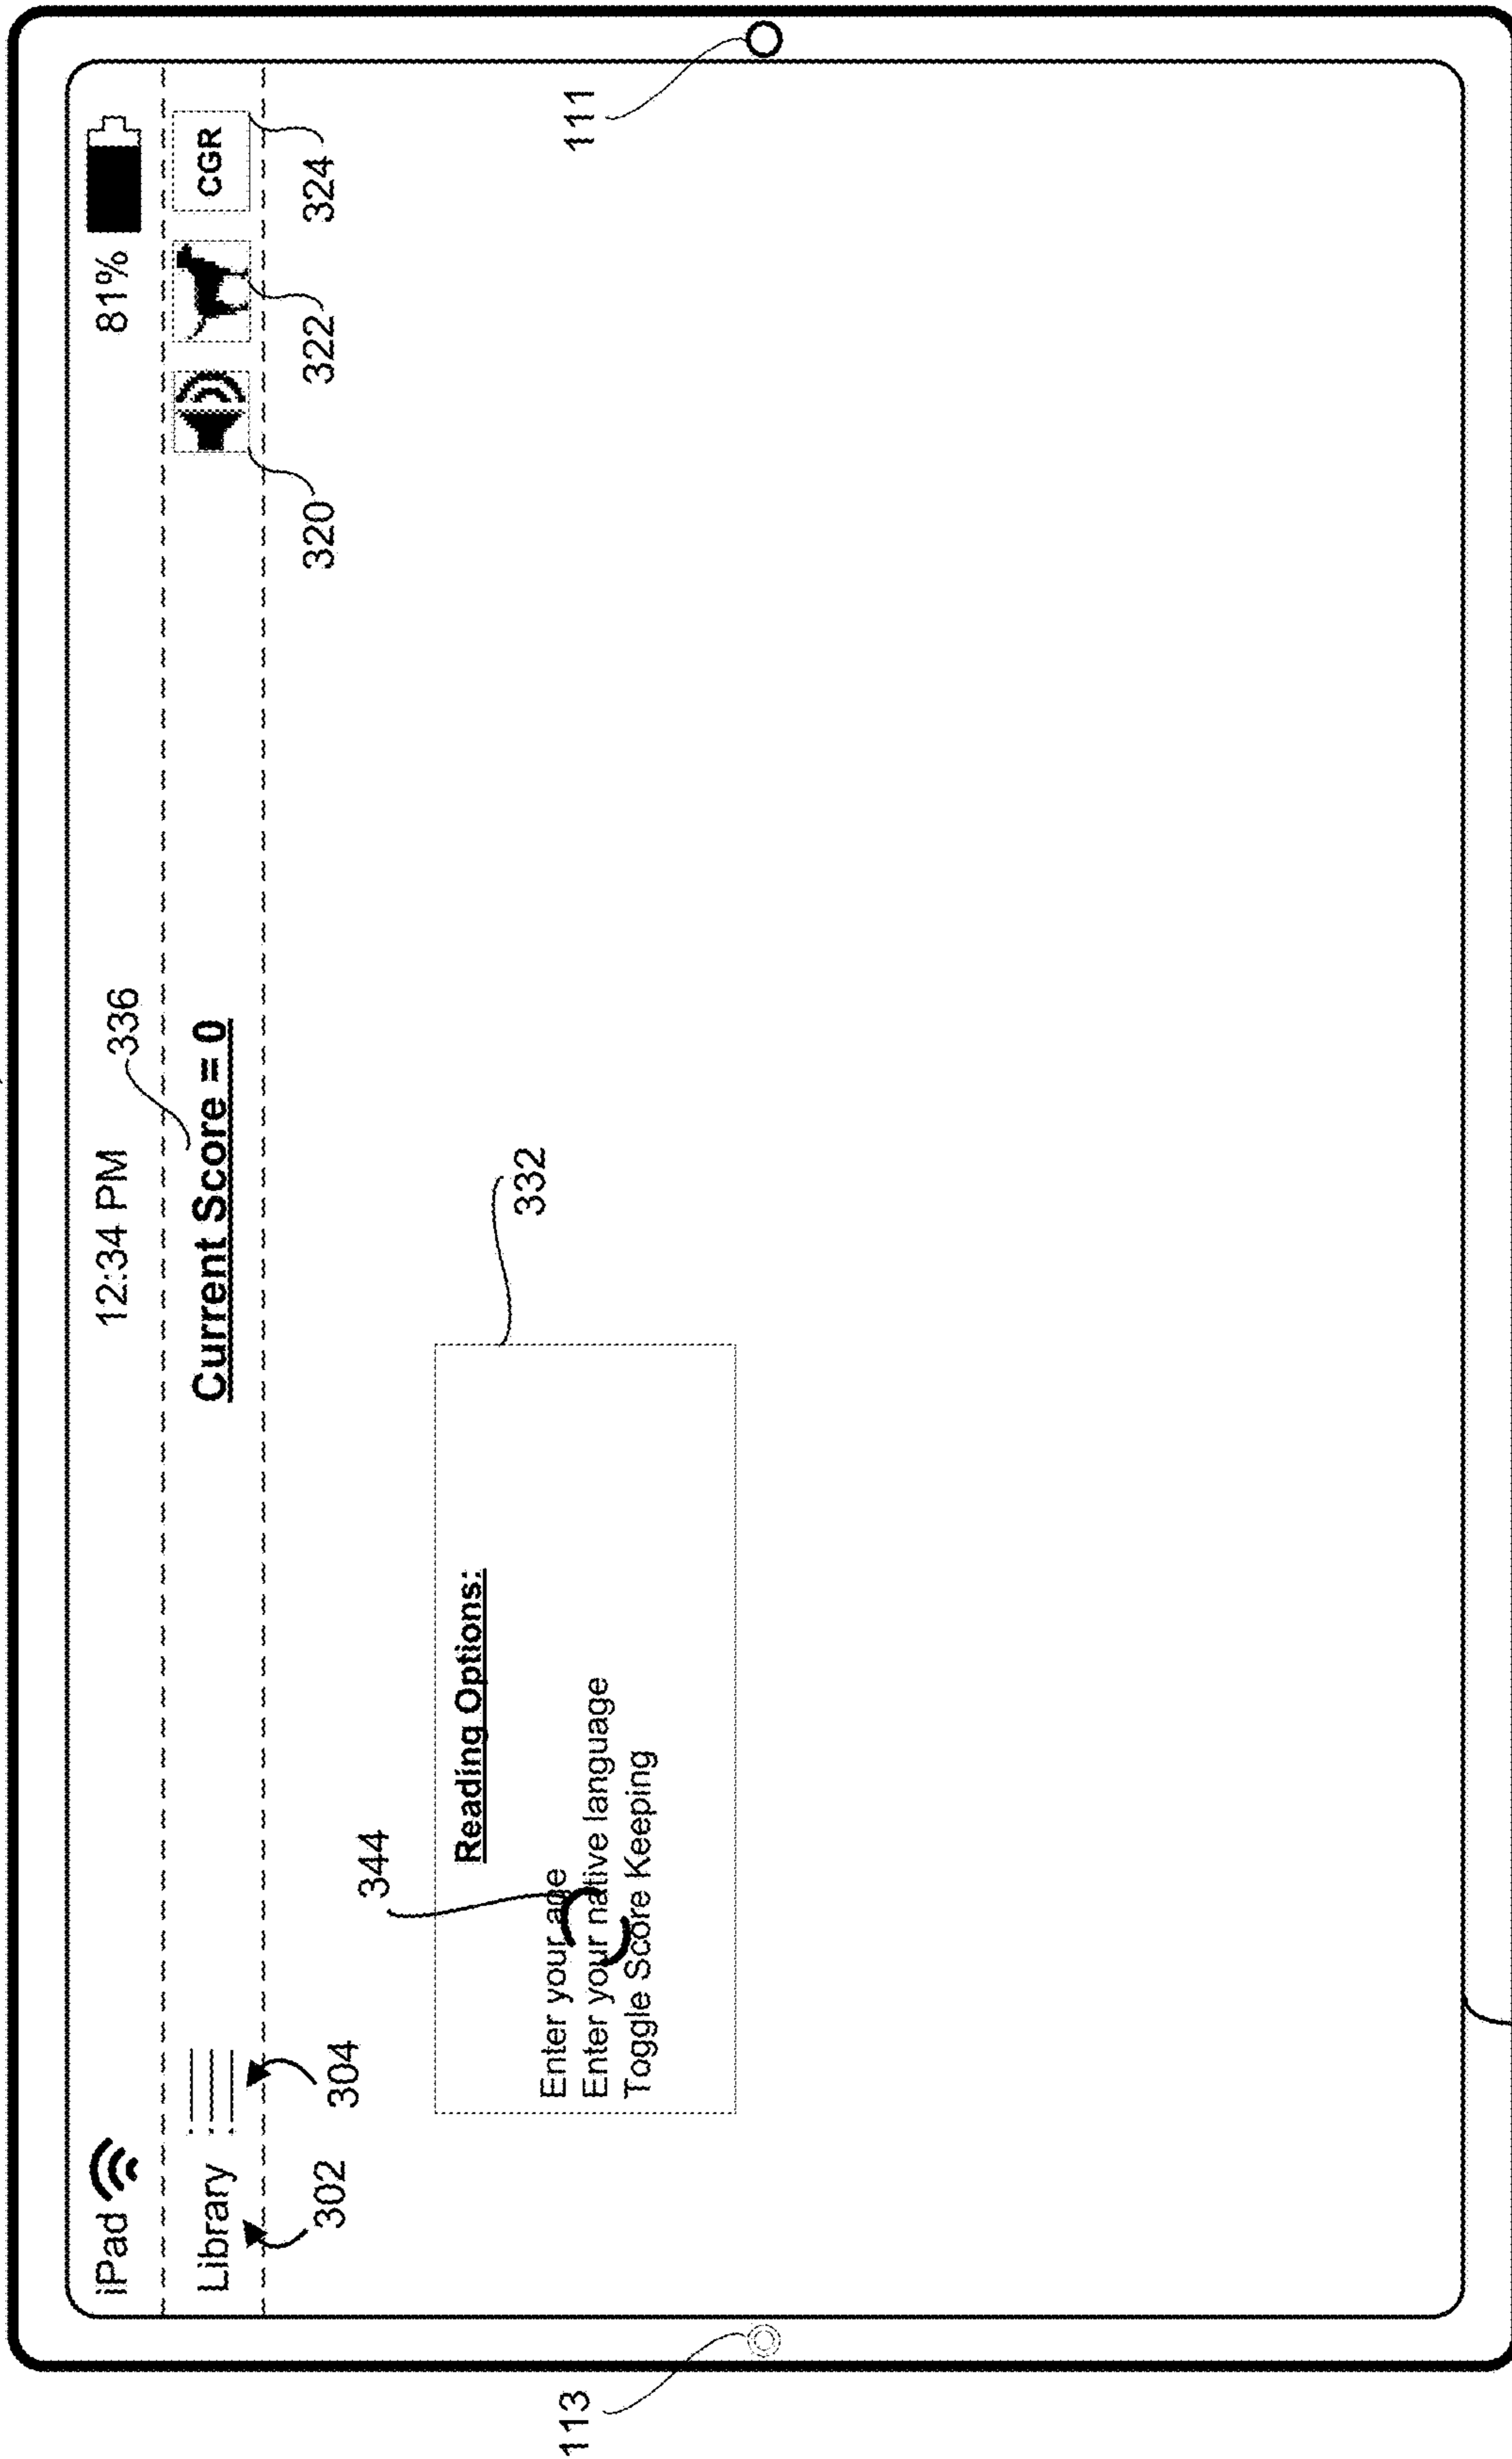 iPad 12:34 PM 81%
336
Library Current Score = 0 CGR
302 304 320 322 324
344
332
Reading Options:
Enter your age
Enter your native language
Toggle Score Keeping
113 111